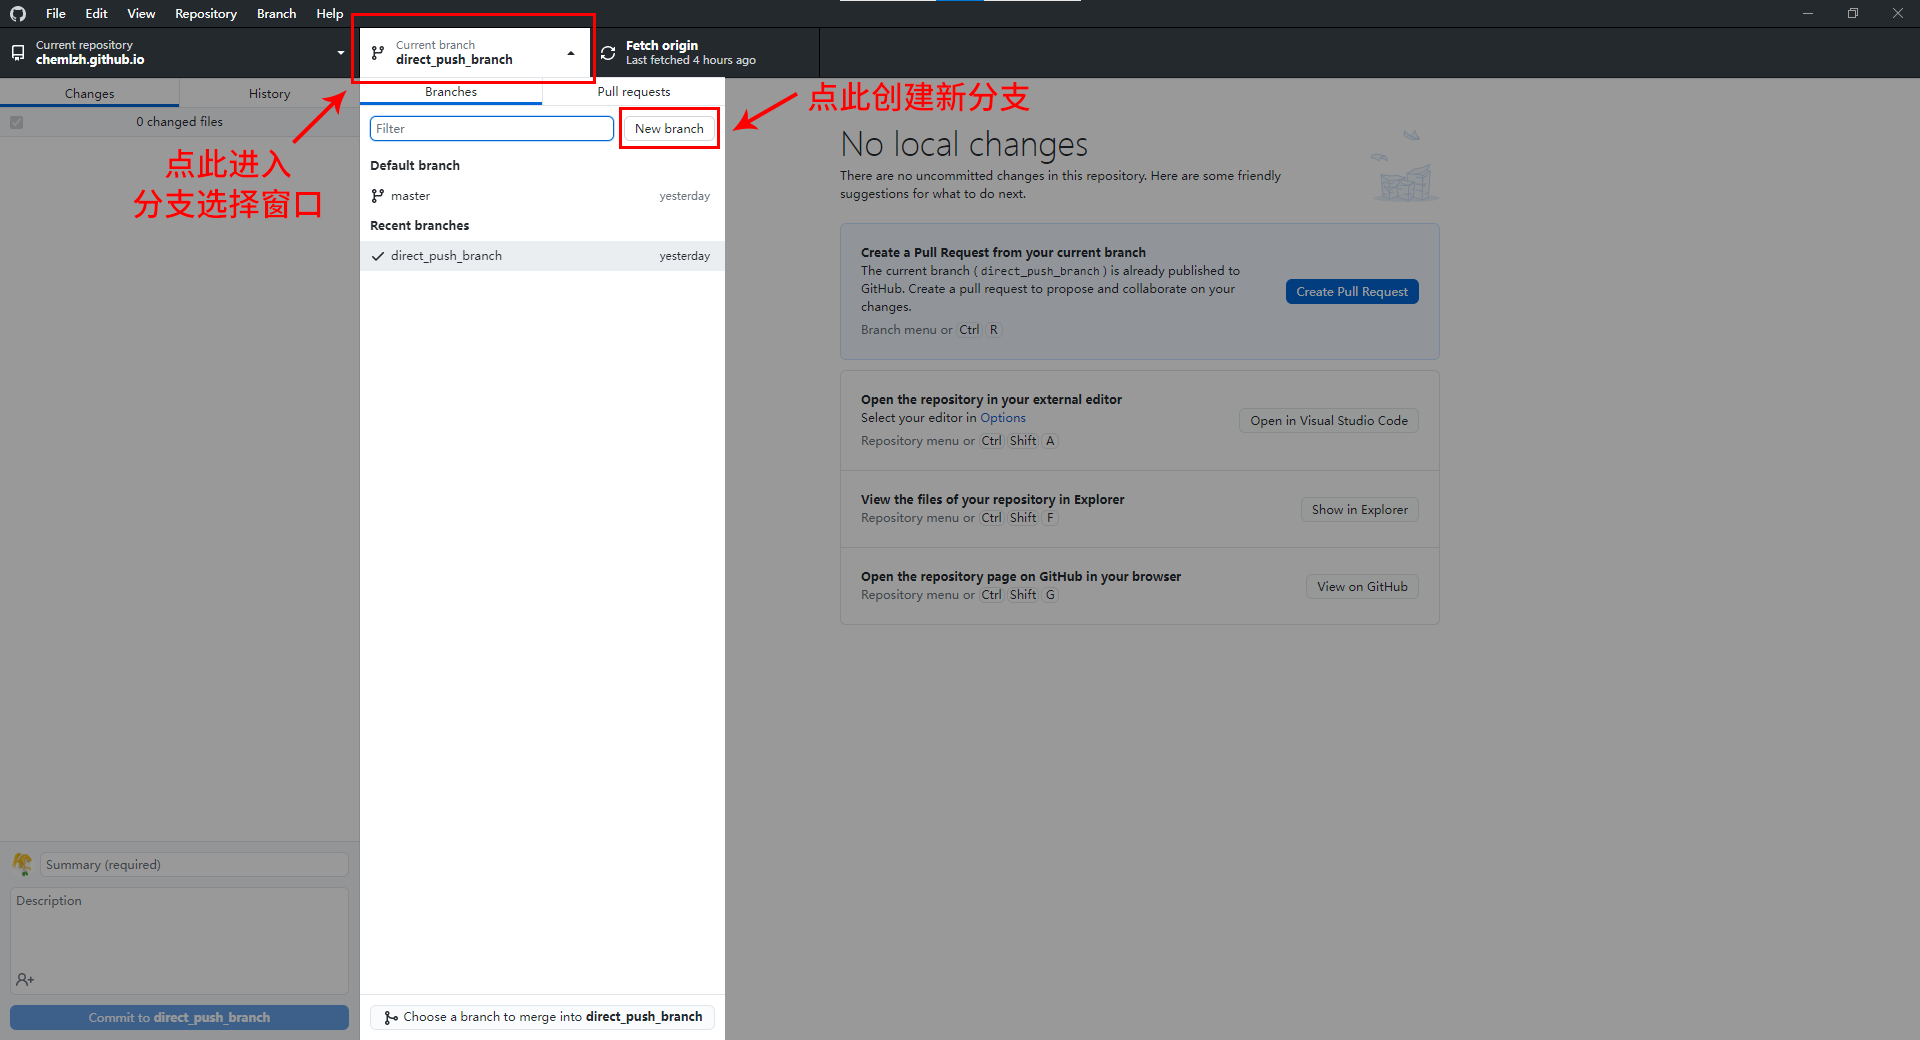 File Edit View Repository Branch Help
Current repository
chemlzh.github.io
Current branch
direct_push_branch
Fetch origin
Last fetched 4 hours ago
Changes History
0 changed files
点此进入
分支选择窗口
Branches Pull requests
Filter New branch
点此创建新分支
Default branch
master yesterday
Recent branches
direct_push_branch yesterday
No local changes
There are no uncommitted changes in this repository. Here are some friendly
suggestions for what to do next.
Create a Pull Request from your current branch
The current branch ( direct_push_branch ) is already published to
GitHub. Create a pull request to propose and collaborate on your
changes.
Branch menu or Ctrl R
Create Pull Request
Open the repository in your external editor
Select your editor in Options
Repository menu or Ctrl Shift A
Open in Visual Studio Code
View the files of your repository in Explorer
Repository menu or Ctrl Shift F
Show in Explorer
Open the repository page on GitHub in your browser
Repository menu or Ctrl Shift G
View on GitHub
Summary (required)
Description
Commit to direct_push_branch
Choose a branch to merge into direct_push_branch